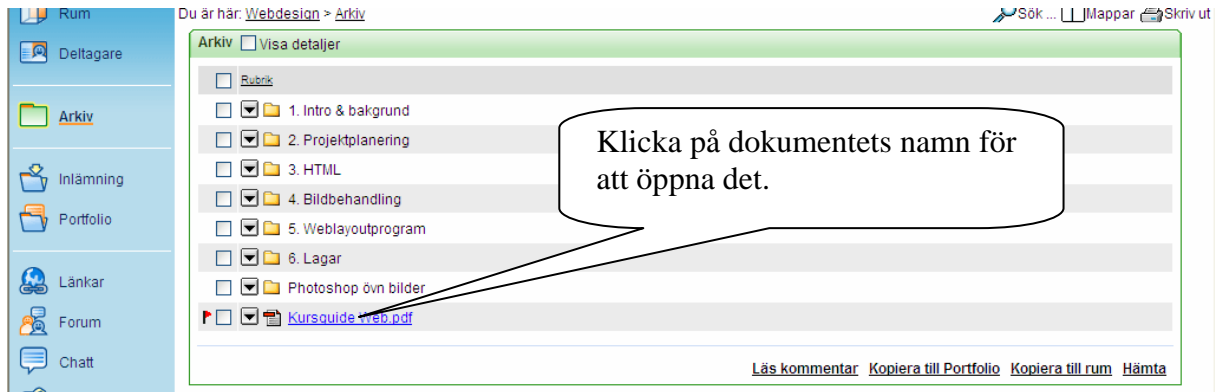 Rum
Du är här: Webdesign > Arkiv
Sök ... Mappar Skriv ut
Deltagare
Arkiv
Inlämning
Portfolio
Länkar
Forum
Chatt
Arkiv Visa detaljer
Rubrik
1. Intro & bakgrund
2. Projektplanering
3. HTML
4. Bildbehandling
5. Weblayoutprogram
6. Lagar
Photoshop övn bilder
Kursguide Web.pdf
Klicka på dokumentets namn för
att öppna det.
Läs kommentar Kopiera till Portfolio Kopiera till rum Hämta